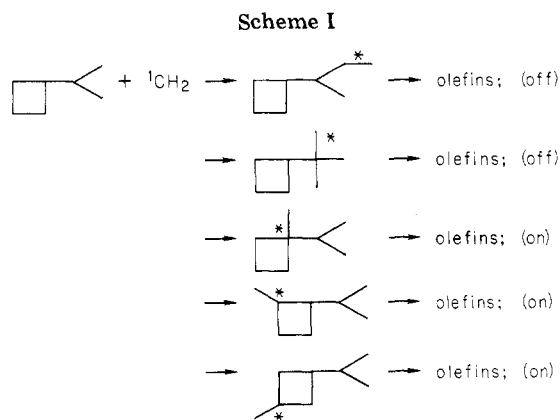 Scheme I
+ ¹CH₂ → * → olefins; (off)
→ * → olefins; (off)
→ * → olefins; (on)
→ * → olefins; (on)
→ * → olefins; (on)